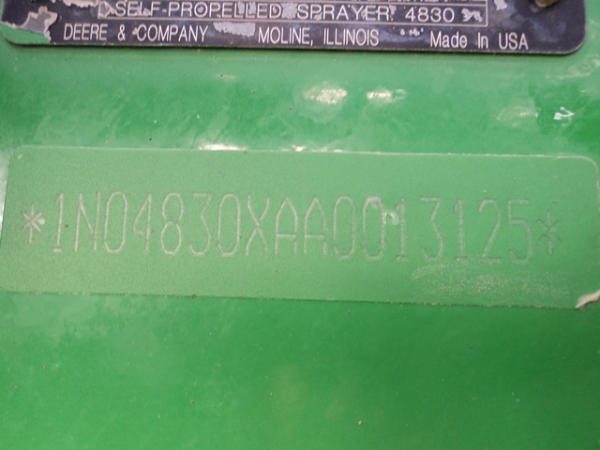 SELF-PROPELLED SPRAYER 4830
DEERE & COMPANY MOLINE, ILLINOIS Made In USA
*1N04830XAA0013125*